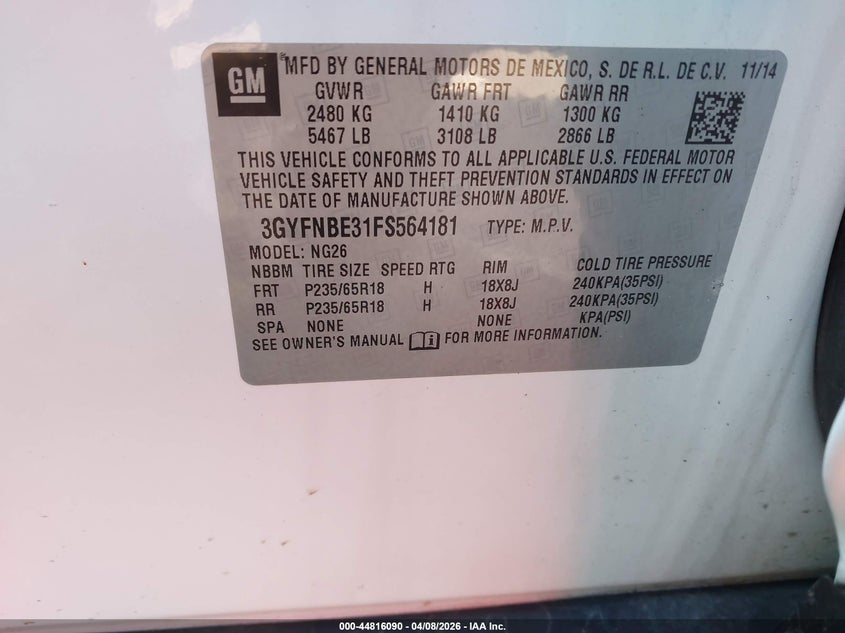 GM MFD BY GENERAL MOTORS DE MEXICO, S. DE R.L. DE C.V. 11/14
GVWR GAWR FRT GAWR RR
2480 KG 1410 KG 1300 KG
5467 LB 3108 LB 2866 LB
THIS VEHICLE CONFORMS TO ALL APPLICABLE U.S. FEDERAL MOTOR
VEHICLE SAFETY AND THEFT PREVENTION STANDARDS IN EFFECT ON
THE DATE OF MANUFACTURE SHOWN ABOVE.
3GYFNBE31FS564181 TYPE: M.P.V.
MODEL: NG26
NBBM TIRE SIZE SPEED RTG RIM COLD TIRE PRESSURE
FRT P235/65R18 H 18X8J 240KPA(35PSI)
RR P235/65R18 H 18X8J 240KPA(35PSI)
SPA NONE NONE KPA(PSI)
SEE OWNER'S MANUAL FOR MORE INFORMATION.
000-44816090 - 04/08/2026 - IAA Inc.